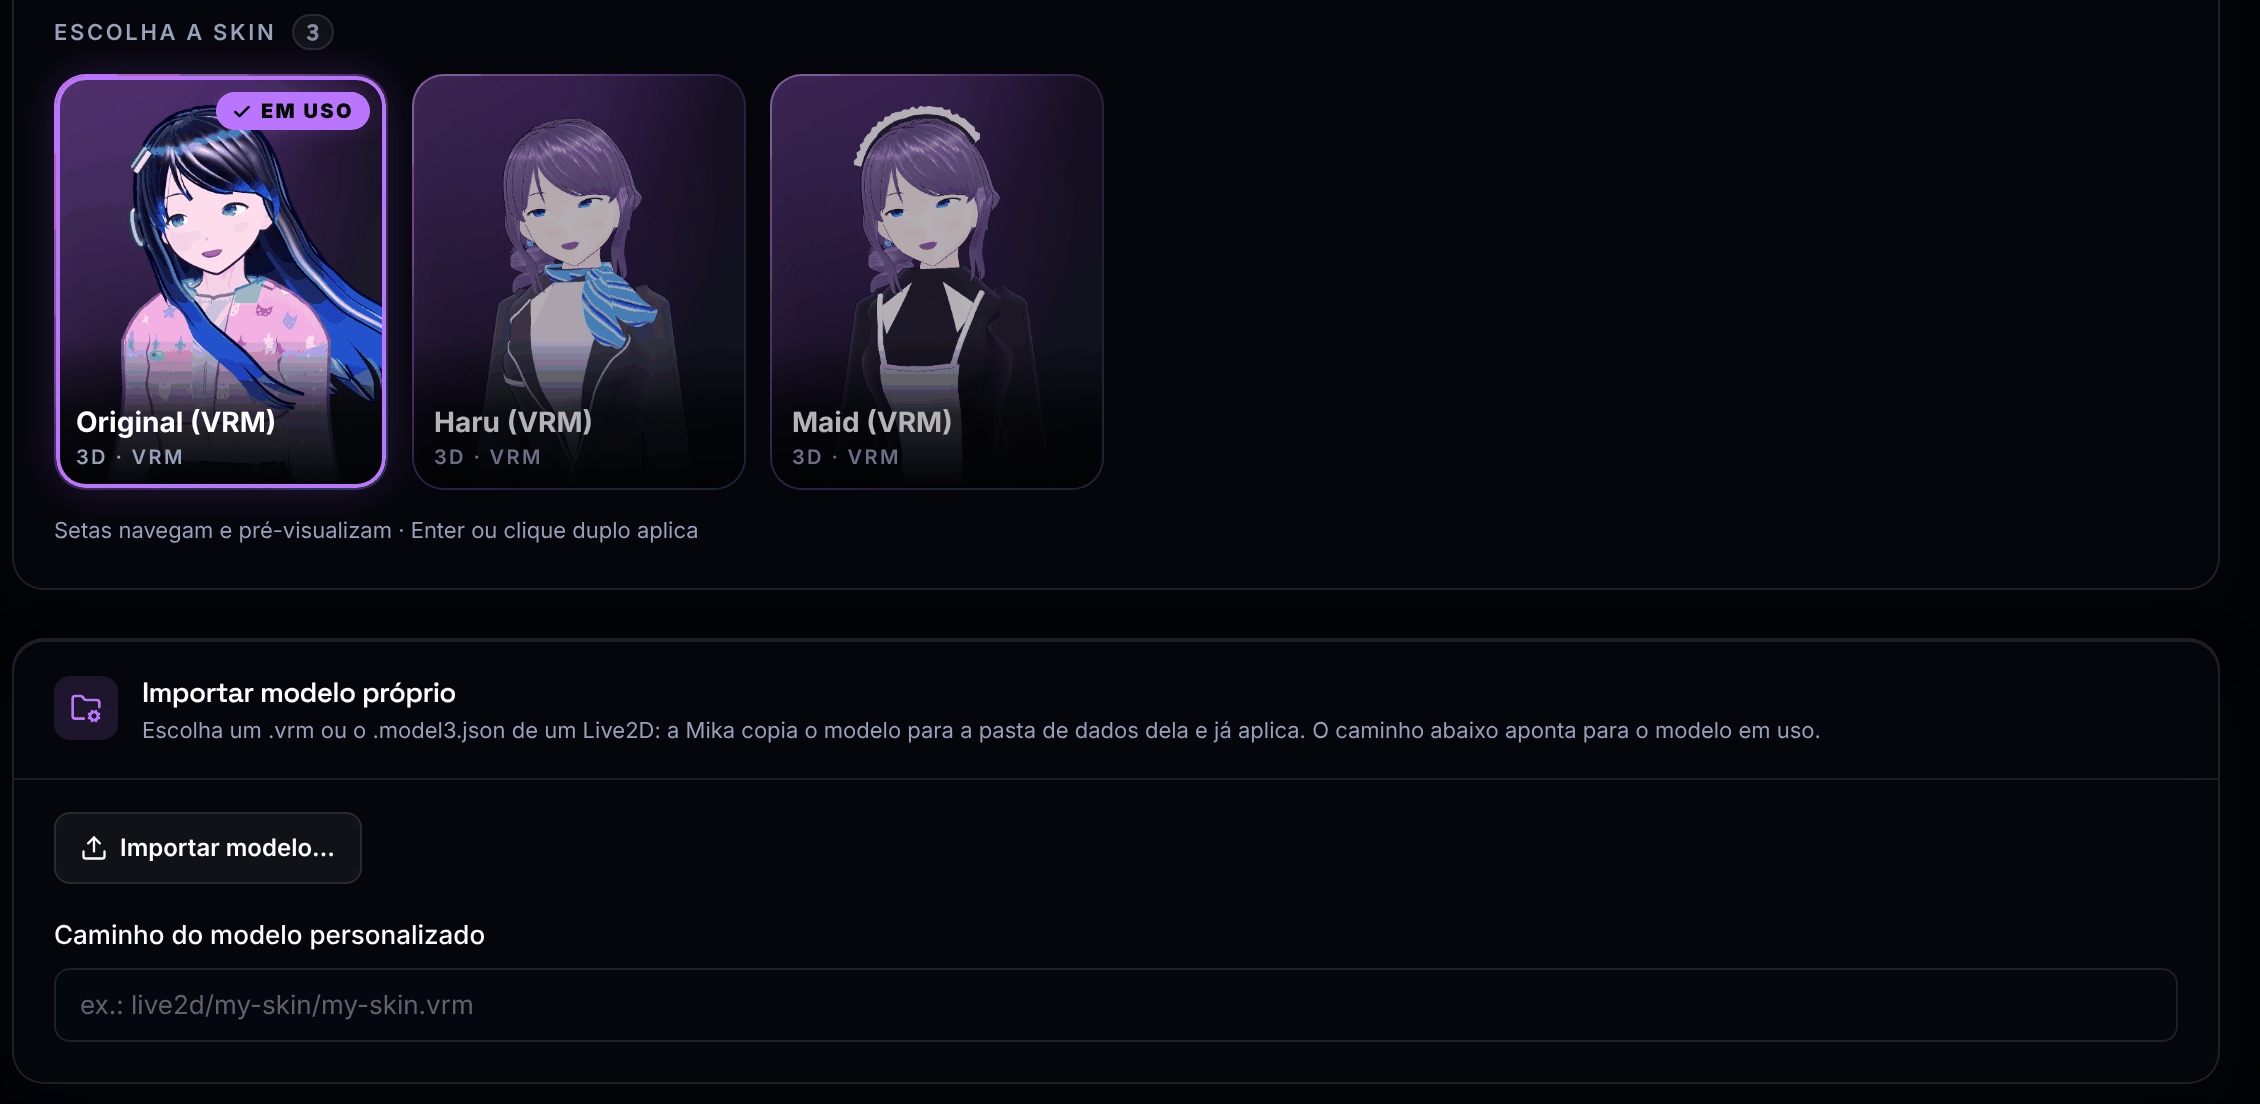 ESCOLHA A SKIN 3
EM USO
Original (VRM)
3D · VRM
Haru (VRM)
3D · VRM
Maid (VRM)
3D · VRM
Setas navegam e pré-visualizam · Enter ou clique duplo aplica
Importar modelo próprio
Escolha um .vrm ou o .model3.json de um Live2D: a Mika copia o modelo para a pasta de dados dela e já aplica. O caminho abaixo aponta para o modelo em uso.
Importar modelo...
Caminho do modelo personalizado
ex.: live2d/my-skin/my-skin.vrm